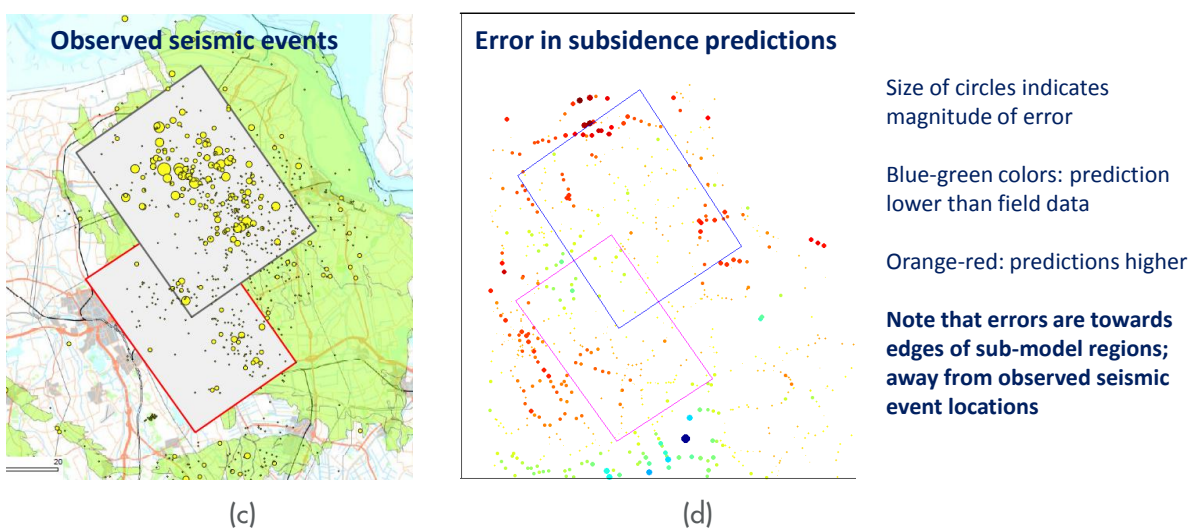 Observed seismic events
Error in subsidence predictions
Size of circles indicates
magnitude of error
Blue-green colors: prediction
lower than field data
Orange-red: predictions higher
Note that errors are towards
edges of sub-model regions;
away from observed seismic
event locations
20
(c)
(d)